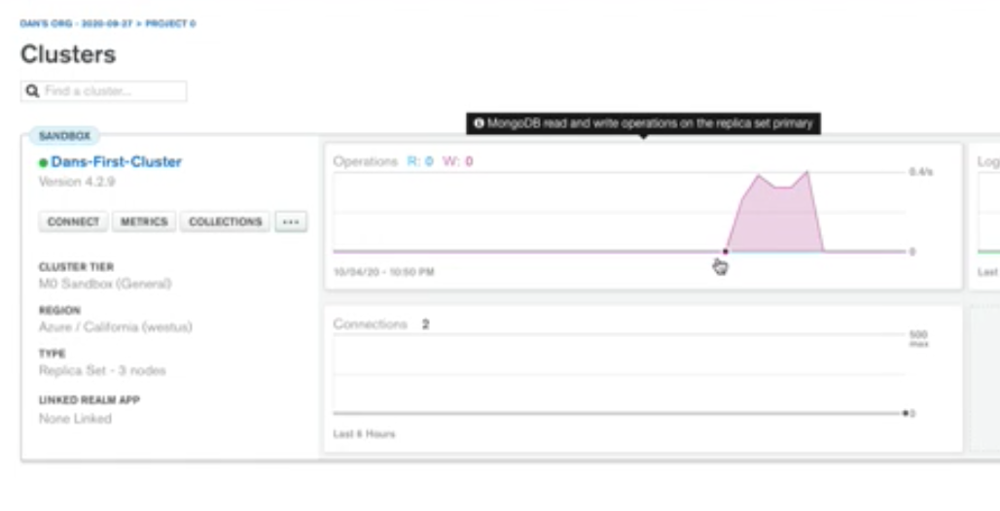 DAN'S ORG - 2020-09-27 > PROJECT 0
Clusters
Find a cluster...
MongoDB read and write operations on the replica set primary
SANDBOX
Dans-First-Cluster
Version 4.2.9
CONNECT METRICS COLLECTIONS ...
CLUSTER TIER
M0 Sandbox (General)
REGION
Azure / California (westus)
TYPE
Replica Set - 3 nodes
LINKED REALM APP
None Linked
Operations R: 0 W: 0
0.4/s
0
10/04/20 - 10:50 PM
Connections 2
500
max
0
Last 6 Hours
Log
Last